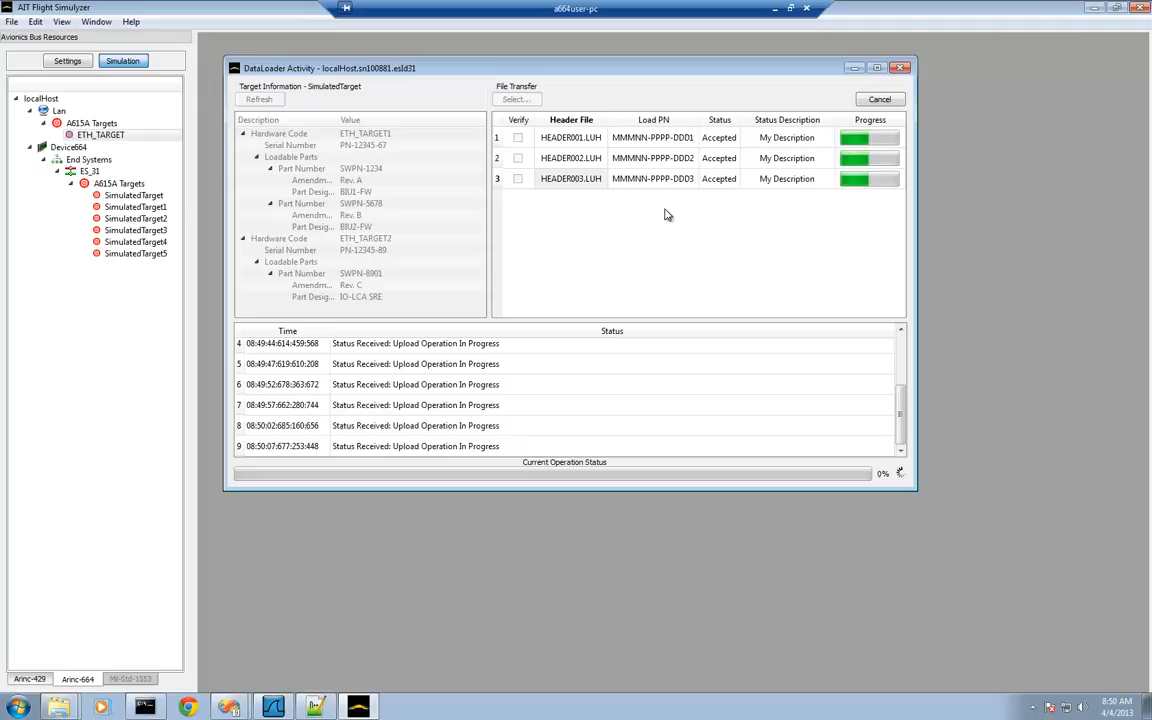 AIT Flight Simulyzer
a664user-pc
File Edit View Window Help
Avionics Bus Resources
Settings Simulation
localHost
Lan
A615A Targets
ETH_TARGET
Device664
End Systems
ES_31
A615A Targets
SimulatedTarget
SimulatedTarget1
SimulatedTarget2
SimulatedTarget3
SimulatedTarget4
SimulatedTarget5
Arinc-429 Arinc-664 Mil-Std-1553
DataLoader Activity - localHost.sn100881.esId31
Target Information - SimulatedTarget
Refresh
Description Value
Hardware Code ETH_TARGET1
Serial Number PN-12345-67
Loadable Parts
Part Number SWPN-1234
Amendm... Rev. A
Part Desig... BIU1-FW
Part Number SWPN-5678
Amendm... Rev. B
Part Desig... BIU2-FW
Hardware Code ETH_TARGET2
Serial Number PN-12345-89
Loadable Parts
Part Number SWPN-8901
Amendm... Rev. C
Part Desig... IO-LCA SRE
File Transfer
Select... Cancel
Verify Header File Load PN Status Status Description Progress
1 HEADER001.LUH MMMNN-PPPP-DDD1 Accepted My Description
2 HEADER002.LUH MMMNN-PPPP-DDD2 Accepted My Description
3 HEADER003.LUH MMMNN-PPPP-DDD3 Accepted My Description
Time Status
4 08:49:44:614:459:568 Status Received: Upload Operation In Progress
5 08:49:47:619:610:208 Status Received: Upload Operation In Progress
6 08:49:52:678:363:672 Status Received: Upload Operation In Progress
7 08:49:57:662:280:744 Status Received: Upload Operation In Progress
8 08:50:02:685:160:656 Status Received: Upload Operation In Progress
9 08:50:07:677:253:448 Status Received: Upload Operation In Progress
Current Operation Status
0%
8:50 AM
4/4/2013